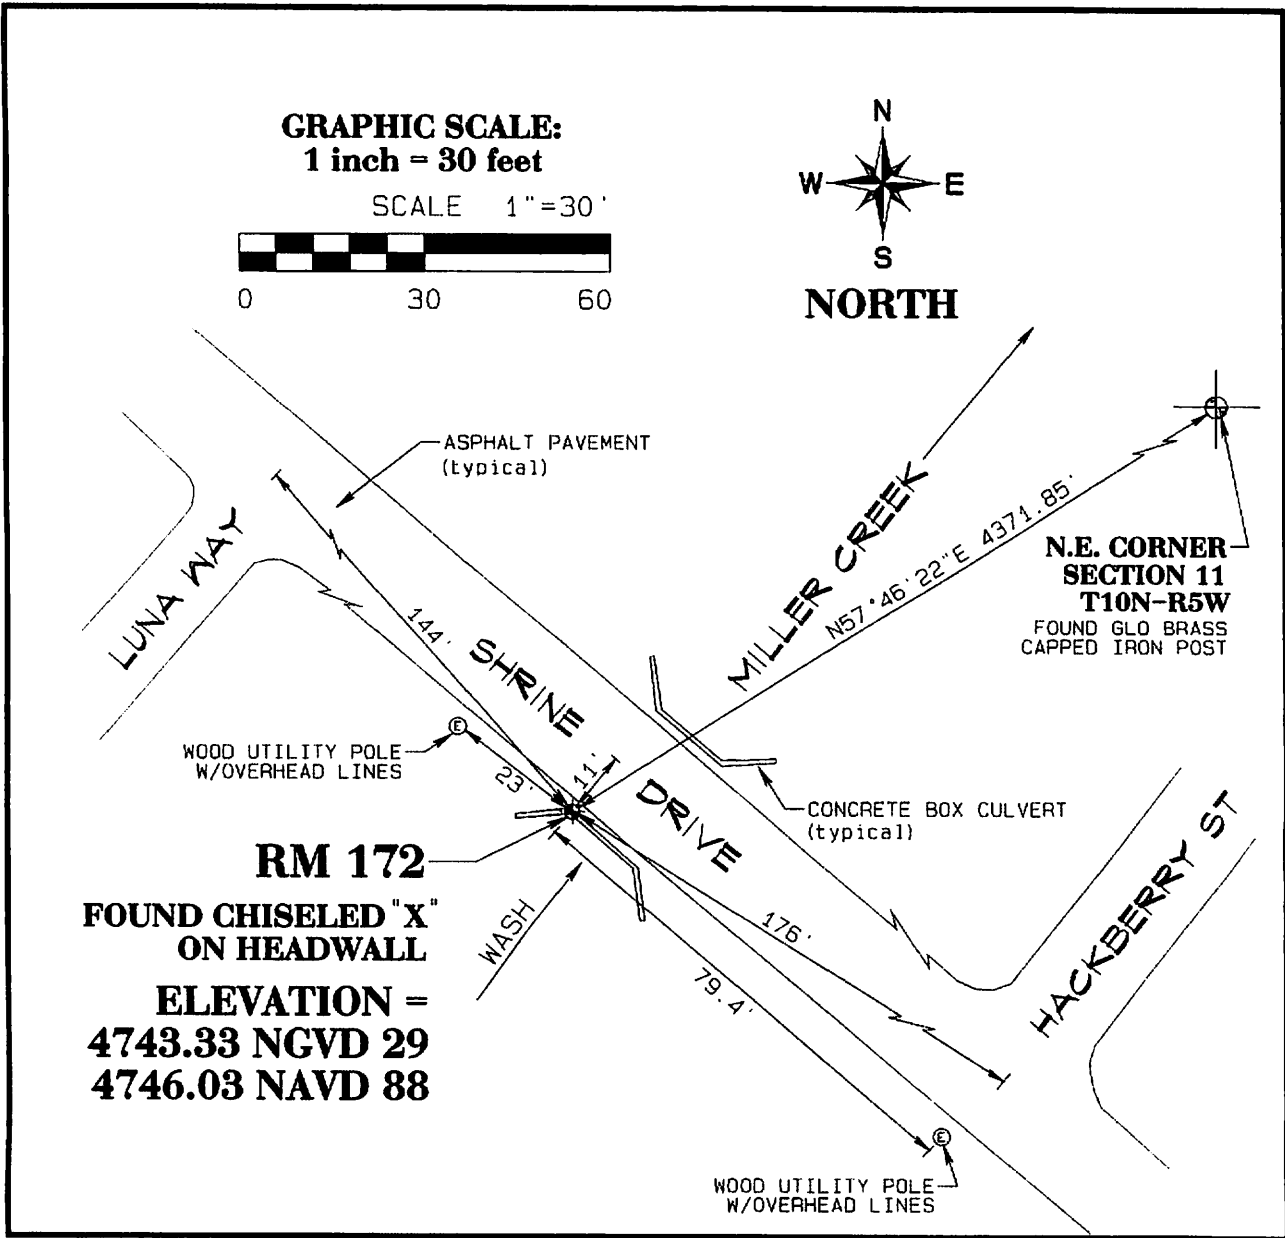 GRAPHIC SCALE:
1 inch = 30 feet
SCALE 1"=30'
0 30 60
N
W E
S
NORTH
ASPHALT PAVEMENT
(typical)
LUNA WAY
144'
SHRINE
DRIVE
MILLER CREEK
N57°46'22"E 4371.85'
N.E. CORNER
SECTION 11
T10N-R5W
FOUND GLO BRASS
CAPPED IRON POST
E
WOOD UTILITY POLE
W/OVERHEAD LINES
23'
11'
CONCRETE BOX CULVERT
(typical)
RM 172
FOUND CHISELED "X"
ON HEADWALL
ELEVATION =
4743.33 NGVD 29
4746.03 NAVD 88
WASH
176'
79.4'
HACKBERRY ST
E
WOOD UTILITY POLE
W/OVERHEAD LINES